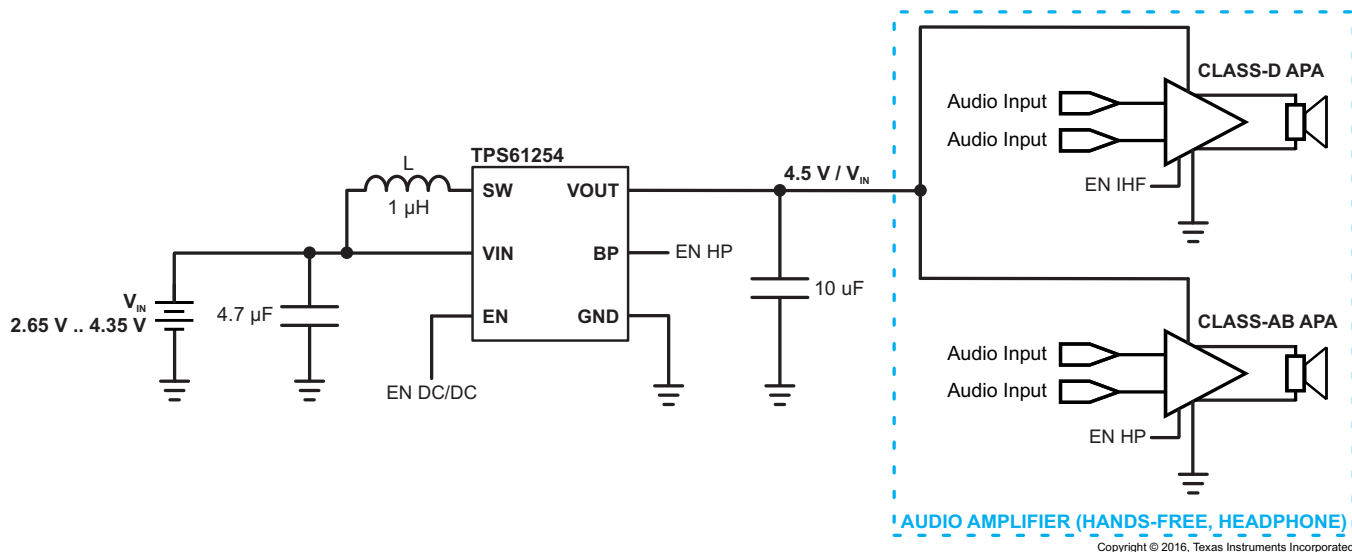 CLASS-D APA
Audio Input
Audio Input
EN IHF
TPS61254
L
1 µH
SW
VOUT
4.5 V / VIN
VIN
BP
EN HP
EN
GND
VIN
2.65 V .. 4.35 V
4.7 µF
10 uF
EN DC/DC
CLASS-AB APA
Audio Input
Audio Input
EN HP
AUDIO AMPLIFIER (HANDS-FREE, HEADPHONE)
Copyright © 2016, Texas Instruments Incorporated